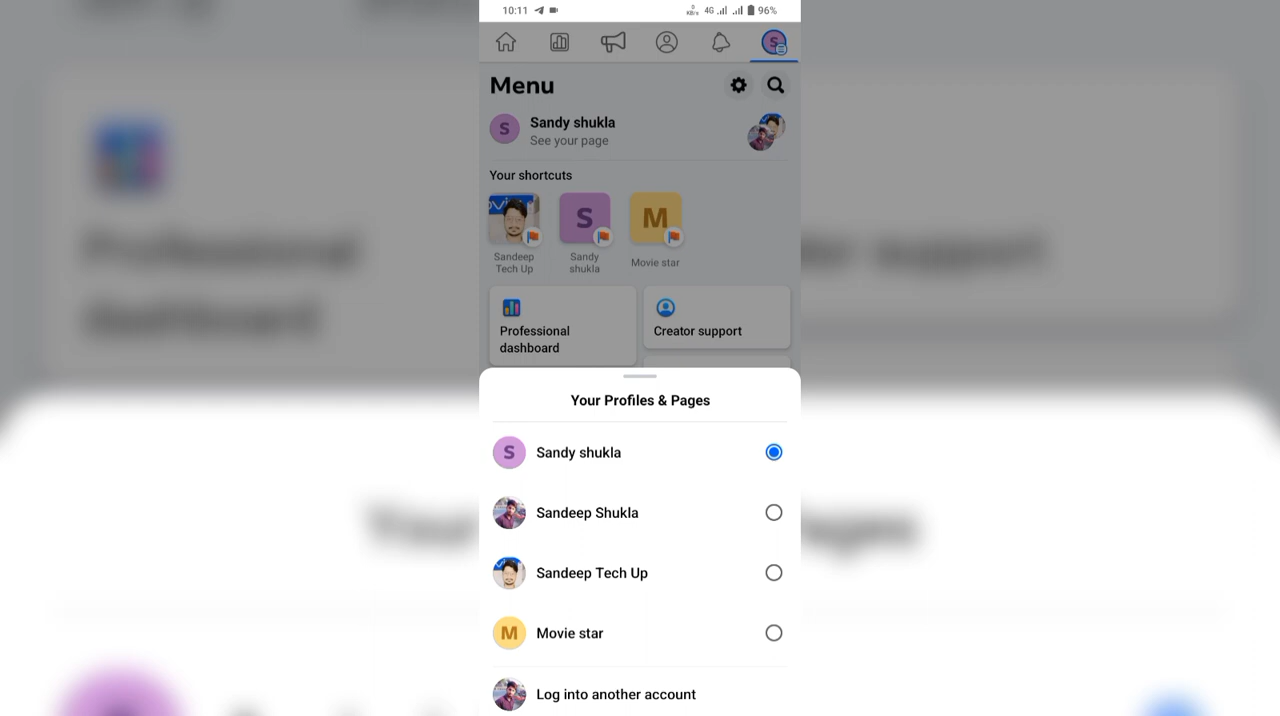 10:11
0
KB/s
4G
96%
S
Menu
S
Sandy shukla
See your page
Your shortcuts
S
M
Sandeep
Tech Up
Sandy
shukla
Movie star
Professional
dashboard
Creator support
Your Profiles & Pages
S
Sandy shukla
Sandeep Shukla
Sandeep Tech Up
M
Movie star
Log into another account